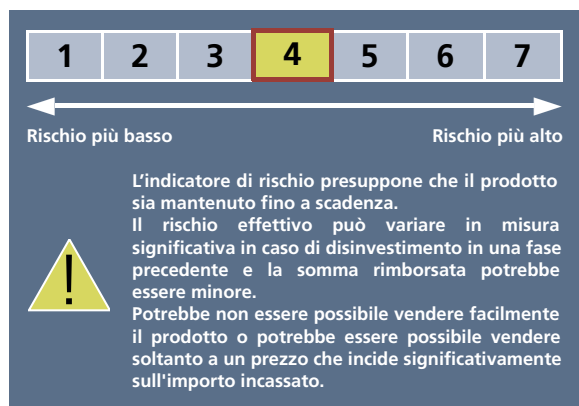 1 2 3 4 5 6 7
Rischio più basso Rischio più alto
L'indicatore di rischio presuppone che il prodotto
sia mantenuto fino a scadenza.
Il rischio effettivo può variare in misura
significativa in caso di disinvestimento in una fase
precedente e la somma rimborsata potrebbe
essere minore.
Potrebbe non essere possibile vendere facilmente
il prodotto o potrebbe essere possibile vendere
soltanto a un prezzo che incide significativamente
sull'importo incassato.
!